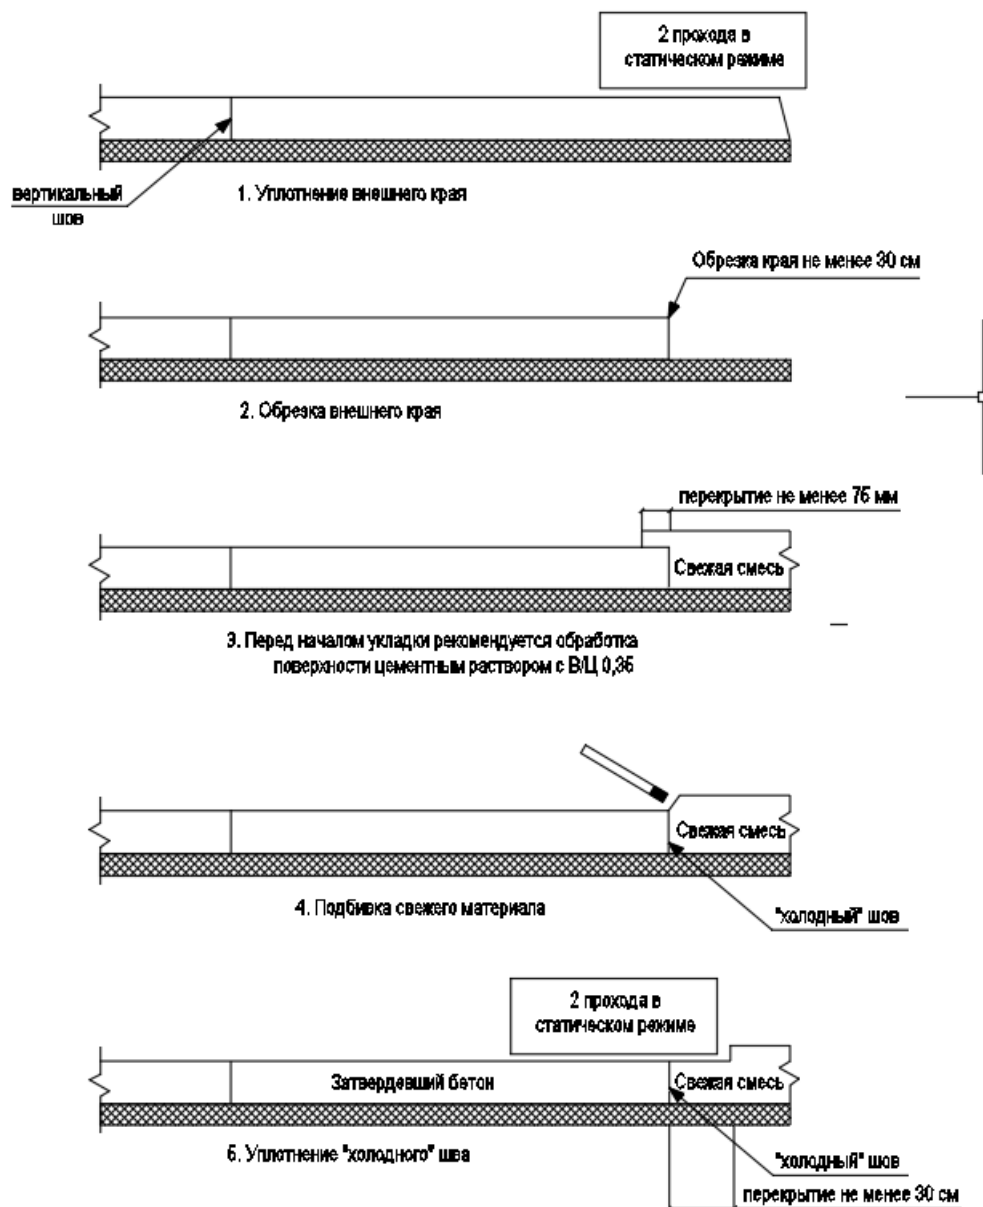 2 прохода в
статическом режиме
вертикальный
шов
1. Уплотнение внешнего края
Обрезка края не менее 30 см
2. Обрезка внешнего края
перекрытие не менее 75 мм
Свежая смесь
3. Перед началом укладки рекомендуется обработка
поверхности цементным раствором с В/Ц 0,35
Свежая смесь
4. Подбивка свежего материала
"холодный" шов
2 прохода в
статическом режиме
Затвердевший бетон
Свежая смесь
5. Уплотнение "холодного" шва
"холодный" шов
перекрытие не менее 30 см